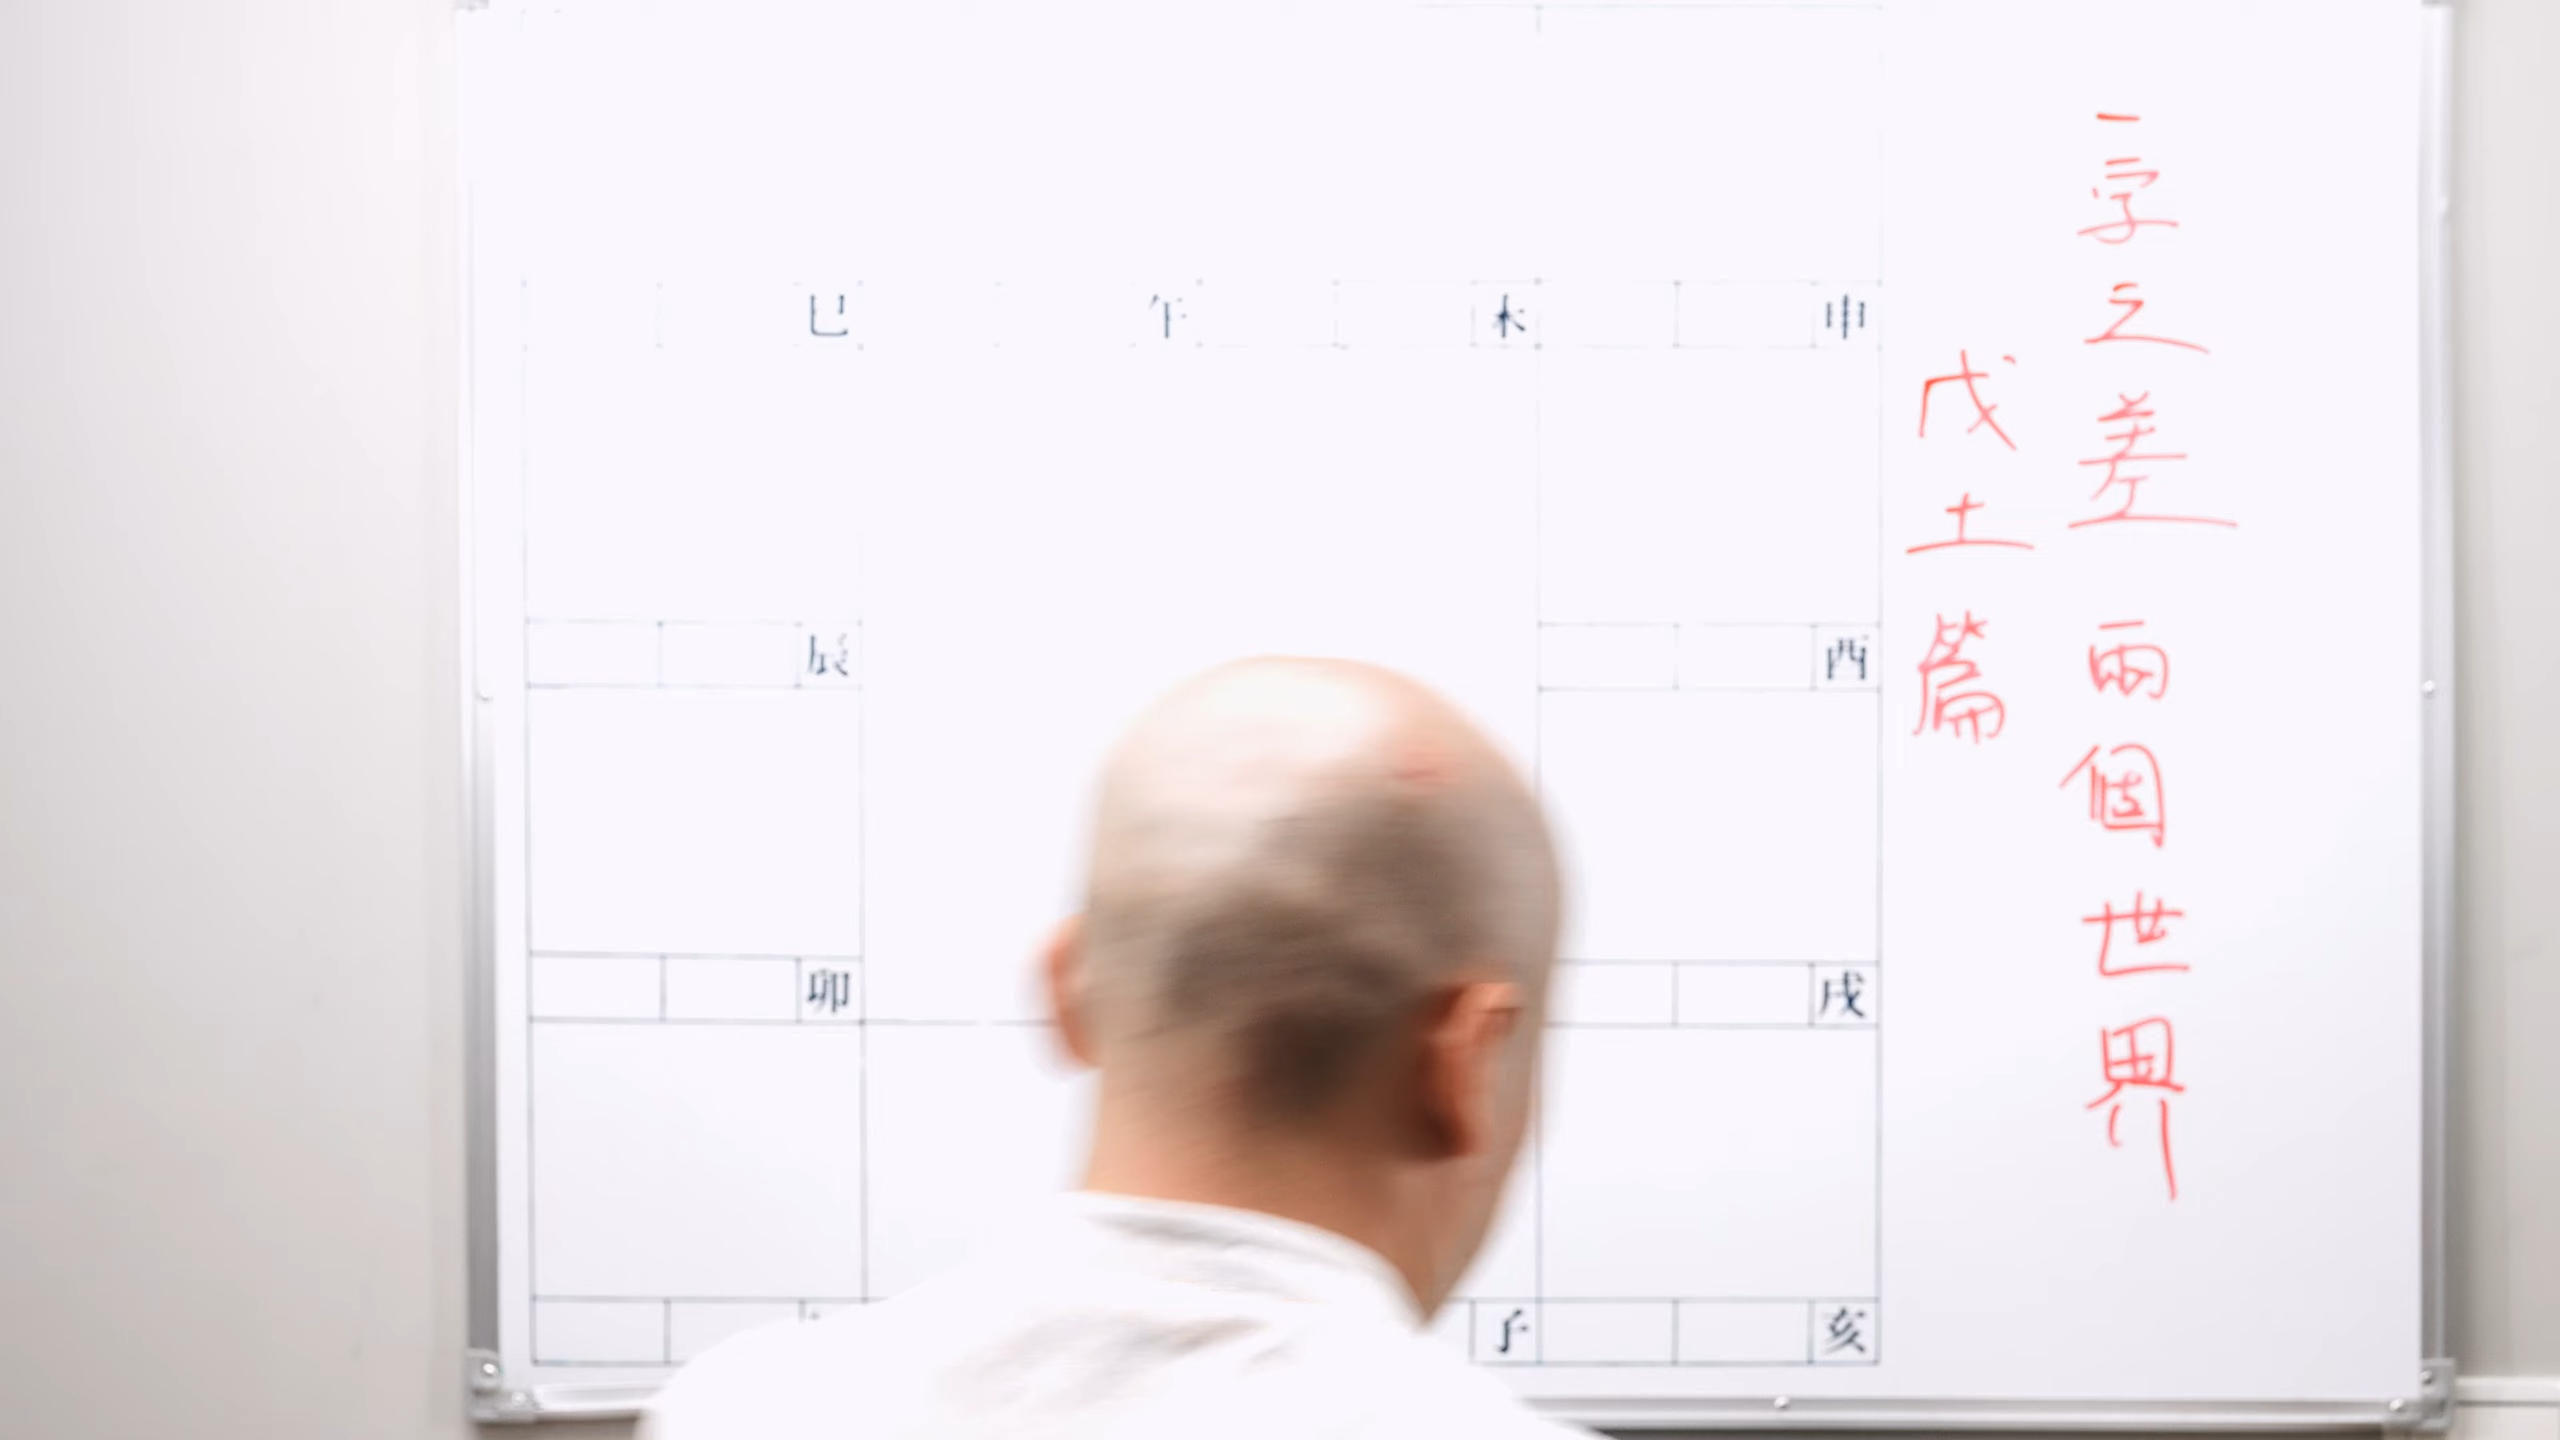 一字之差 兩個世界
戊土篇
巳 午 未 申
辰 酉
卯 戌
子 亥